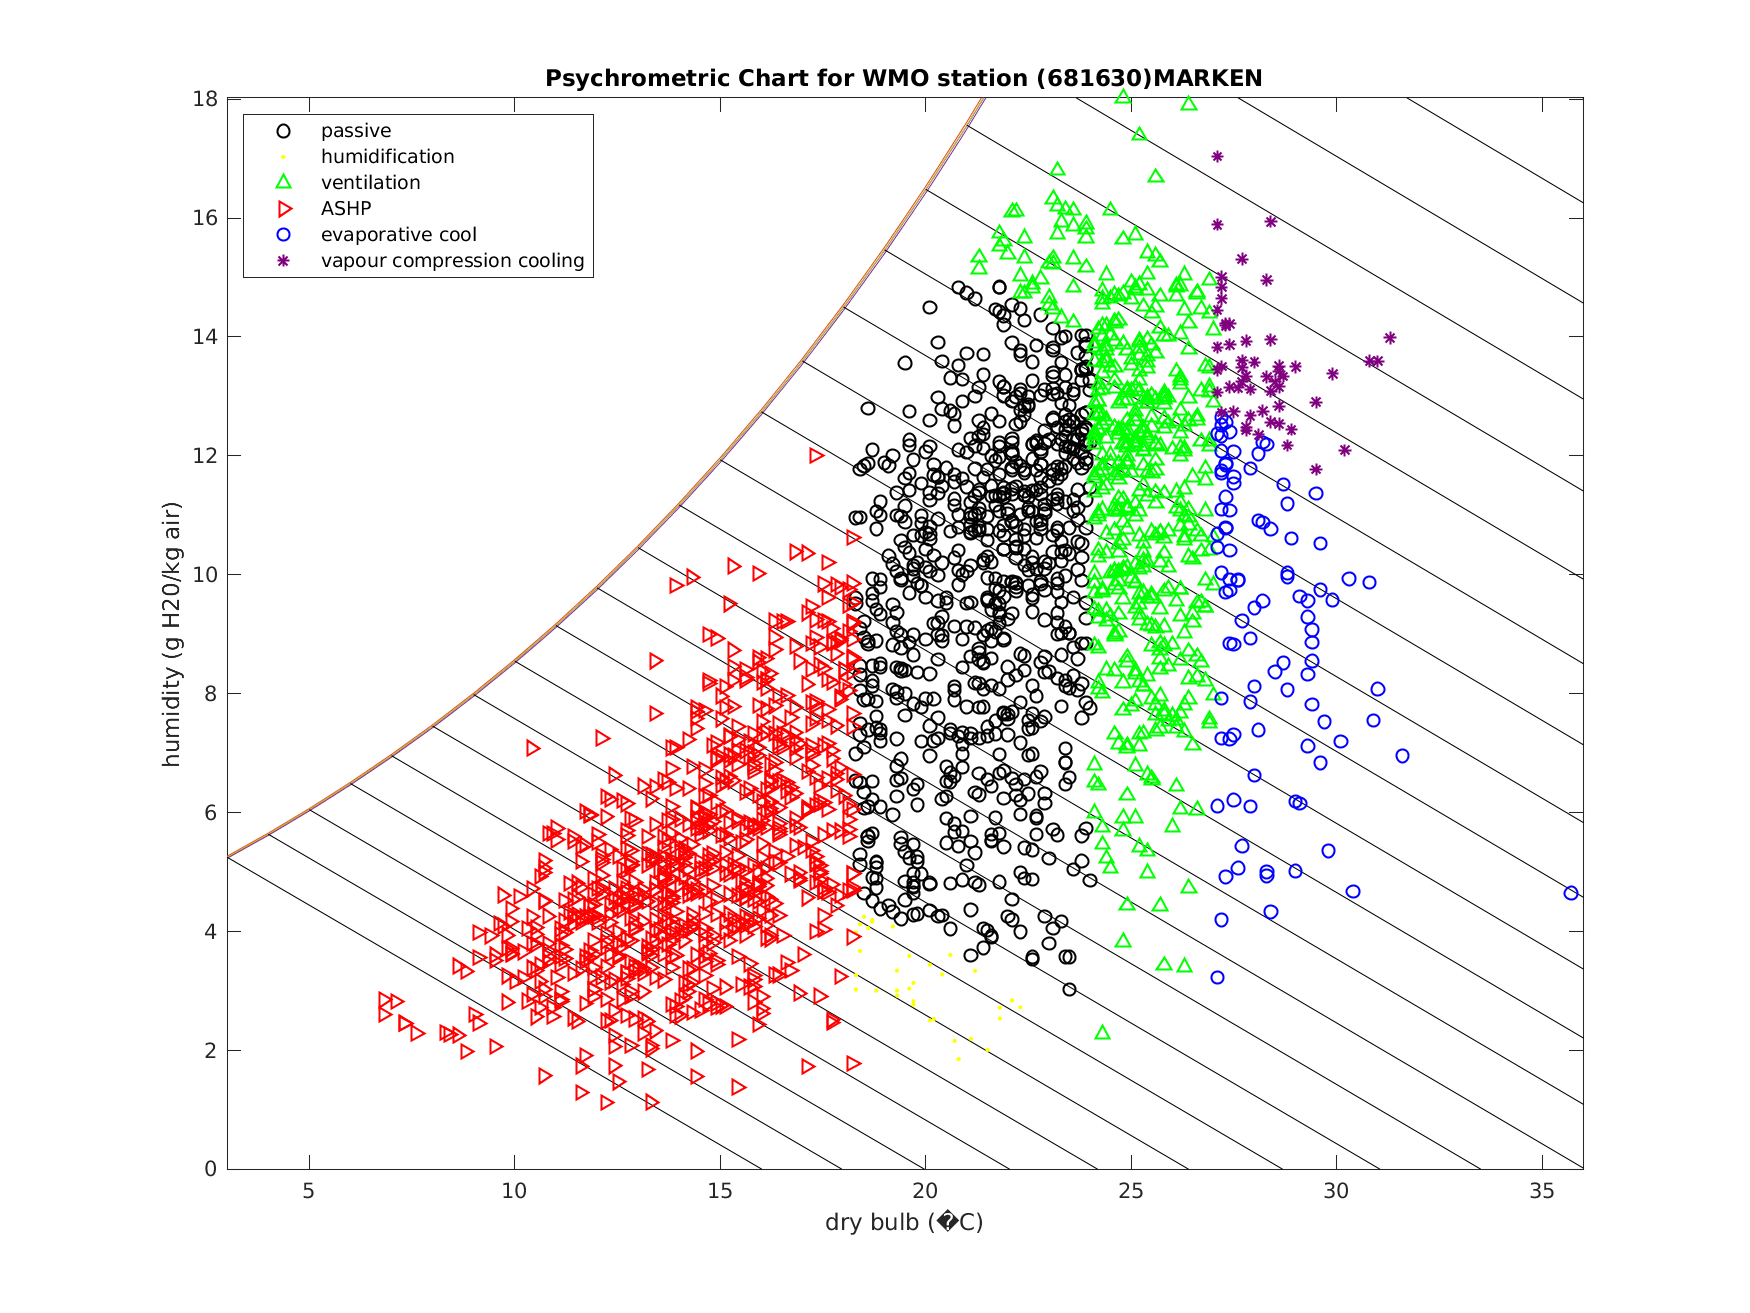 Psychrometric Chart for WMO station (681630)MARKEN
18
16
14
12
10
8
6
4
2
0
humidity (g H20/kg air)
passive
humidification
ventilation
ASHP
evaporative cool
vapour compression cooling
5 10 15 20 25 30 35
dry bulb (�C)